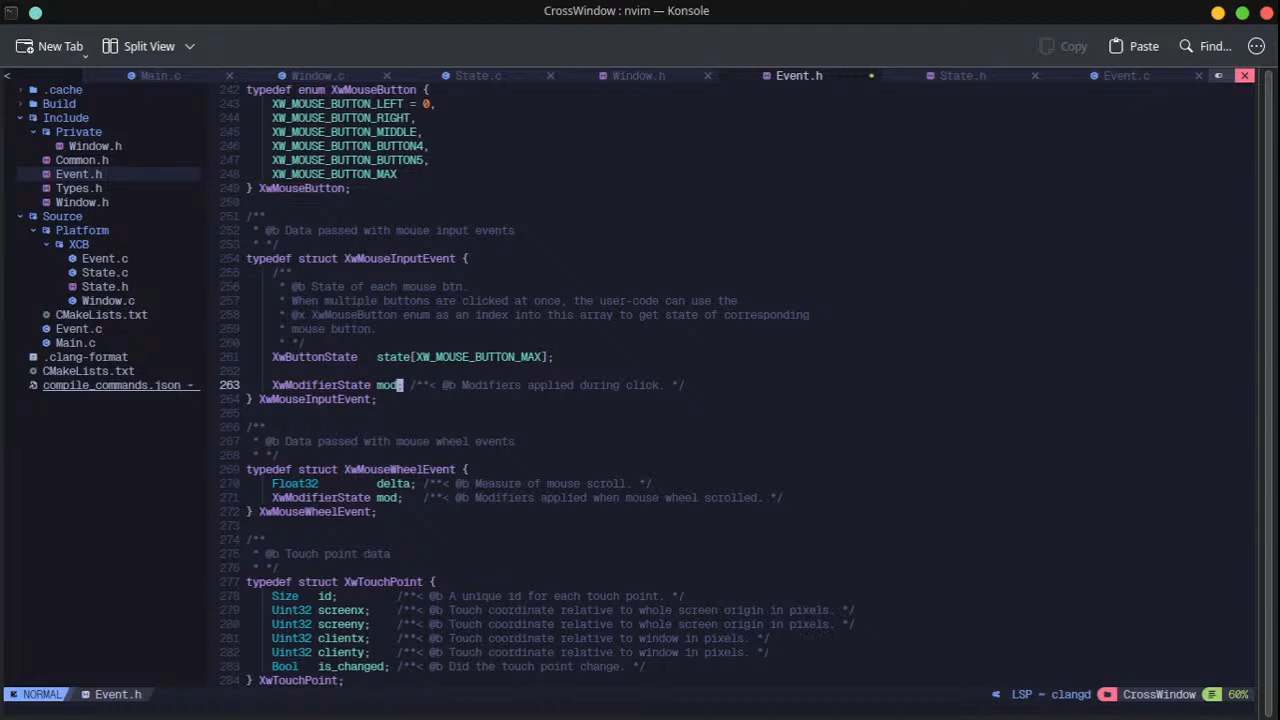 CrossWindow : nvim — Konsole
New Tab
Split View
Copy
Paste
Find...
< Main.c Window.c State.c Window.h Event.h State.h Event.c
.cache
Build
Include
Private
Window.h
Common.h
Event.h
Types.h
Window.h
Source
Platform
XCB
Event.c
State.c
State.h
Window.c
CMakeLists.txt
Event.c
Main.c
.clang-format
CMakeLists.txt
compile_commands.json
242 typedef enum XwMouseButton {
243     XW_MOUSE_BUTTON_LEFT = 0,
244     XW_MOUSE_BUTTON_RIGHT,
245     XW_MOUSE_BUTTON_MIDDLE,
246     XW_MOUSE_BUTTON_BUTTON4,
247     XW_MOUSE_BUTTON_BUTTON5,
248     XW_MOUSE_BUTTON_MAX
249 } XwMouseButton;
250
251 /**
252  * @b Data passed with mouse input events
253  * */
254 typedef struct XwMouseInputEvent {
255     /**
256      * @b State of each mouse btn.
257      * When multiple buttons are clicked at once, the user-code can use the
258      * @x XwMouseButton enum as an index into this array to get state of corresponding
259      * mouse button.
260      * */
261     XwButtonState   state[XW_MOUSE_BUTTON_MAX];
262
263     XwModifierState mod; /**< @b Modifiers applied during click. */
264 } XwMouseInputEvent;
265
266 /**
267  * @b Data passed with mouse wheel events
268  * */
269 typedef struct XwMouseWheelEvent {
270     Float32         delta; /**< @b Measure of mouse scroll. */
271     XwModifierState mod;   /**< @b Modifiers applied when mouse wheel scrolled. */
272 } XwMouseWheelEvent;
273
274 /**
275  * @b Touch point data
276  * */
277 typedef struct XwTouchPoint {
278     Size   id;         /**< @b A unique id for each touch point. */
279     Uint32 screenx;    /**< @b Touch coordinate relative to whole screen origin in pixels. */
280     Uint32 screeny;    /**< @b Touch coordinate relative to whole screen origin in pixels. */
281     Uint32 clientx;    /**< @b Touch coordinate relative to window in pixels. */
282     Uint32 clienty;    /**< @b Touch coordinate relative to window in pixels. */
283     Bool   is_changed; /**< @b Did the touch point change. */
284 } XwTouchPoint;
NORMAL Event.h LSP ~ clangd CrossWindow 60%